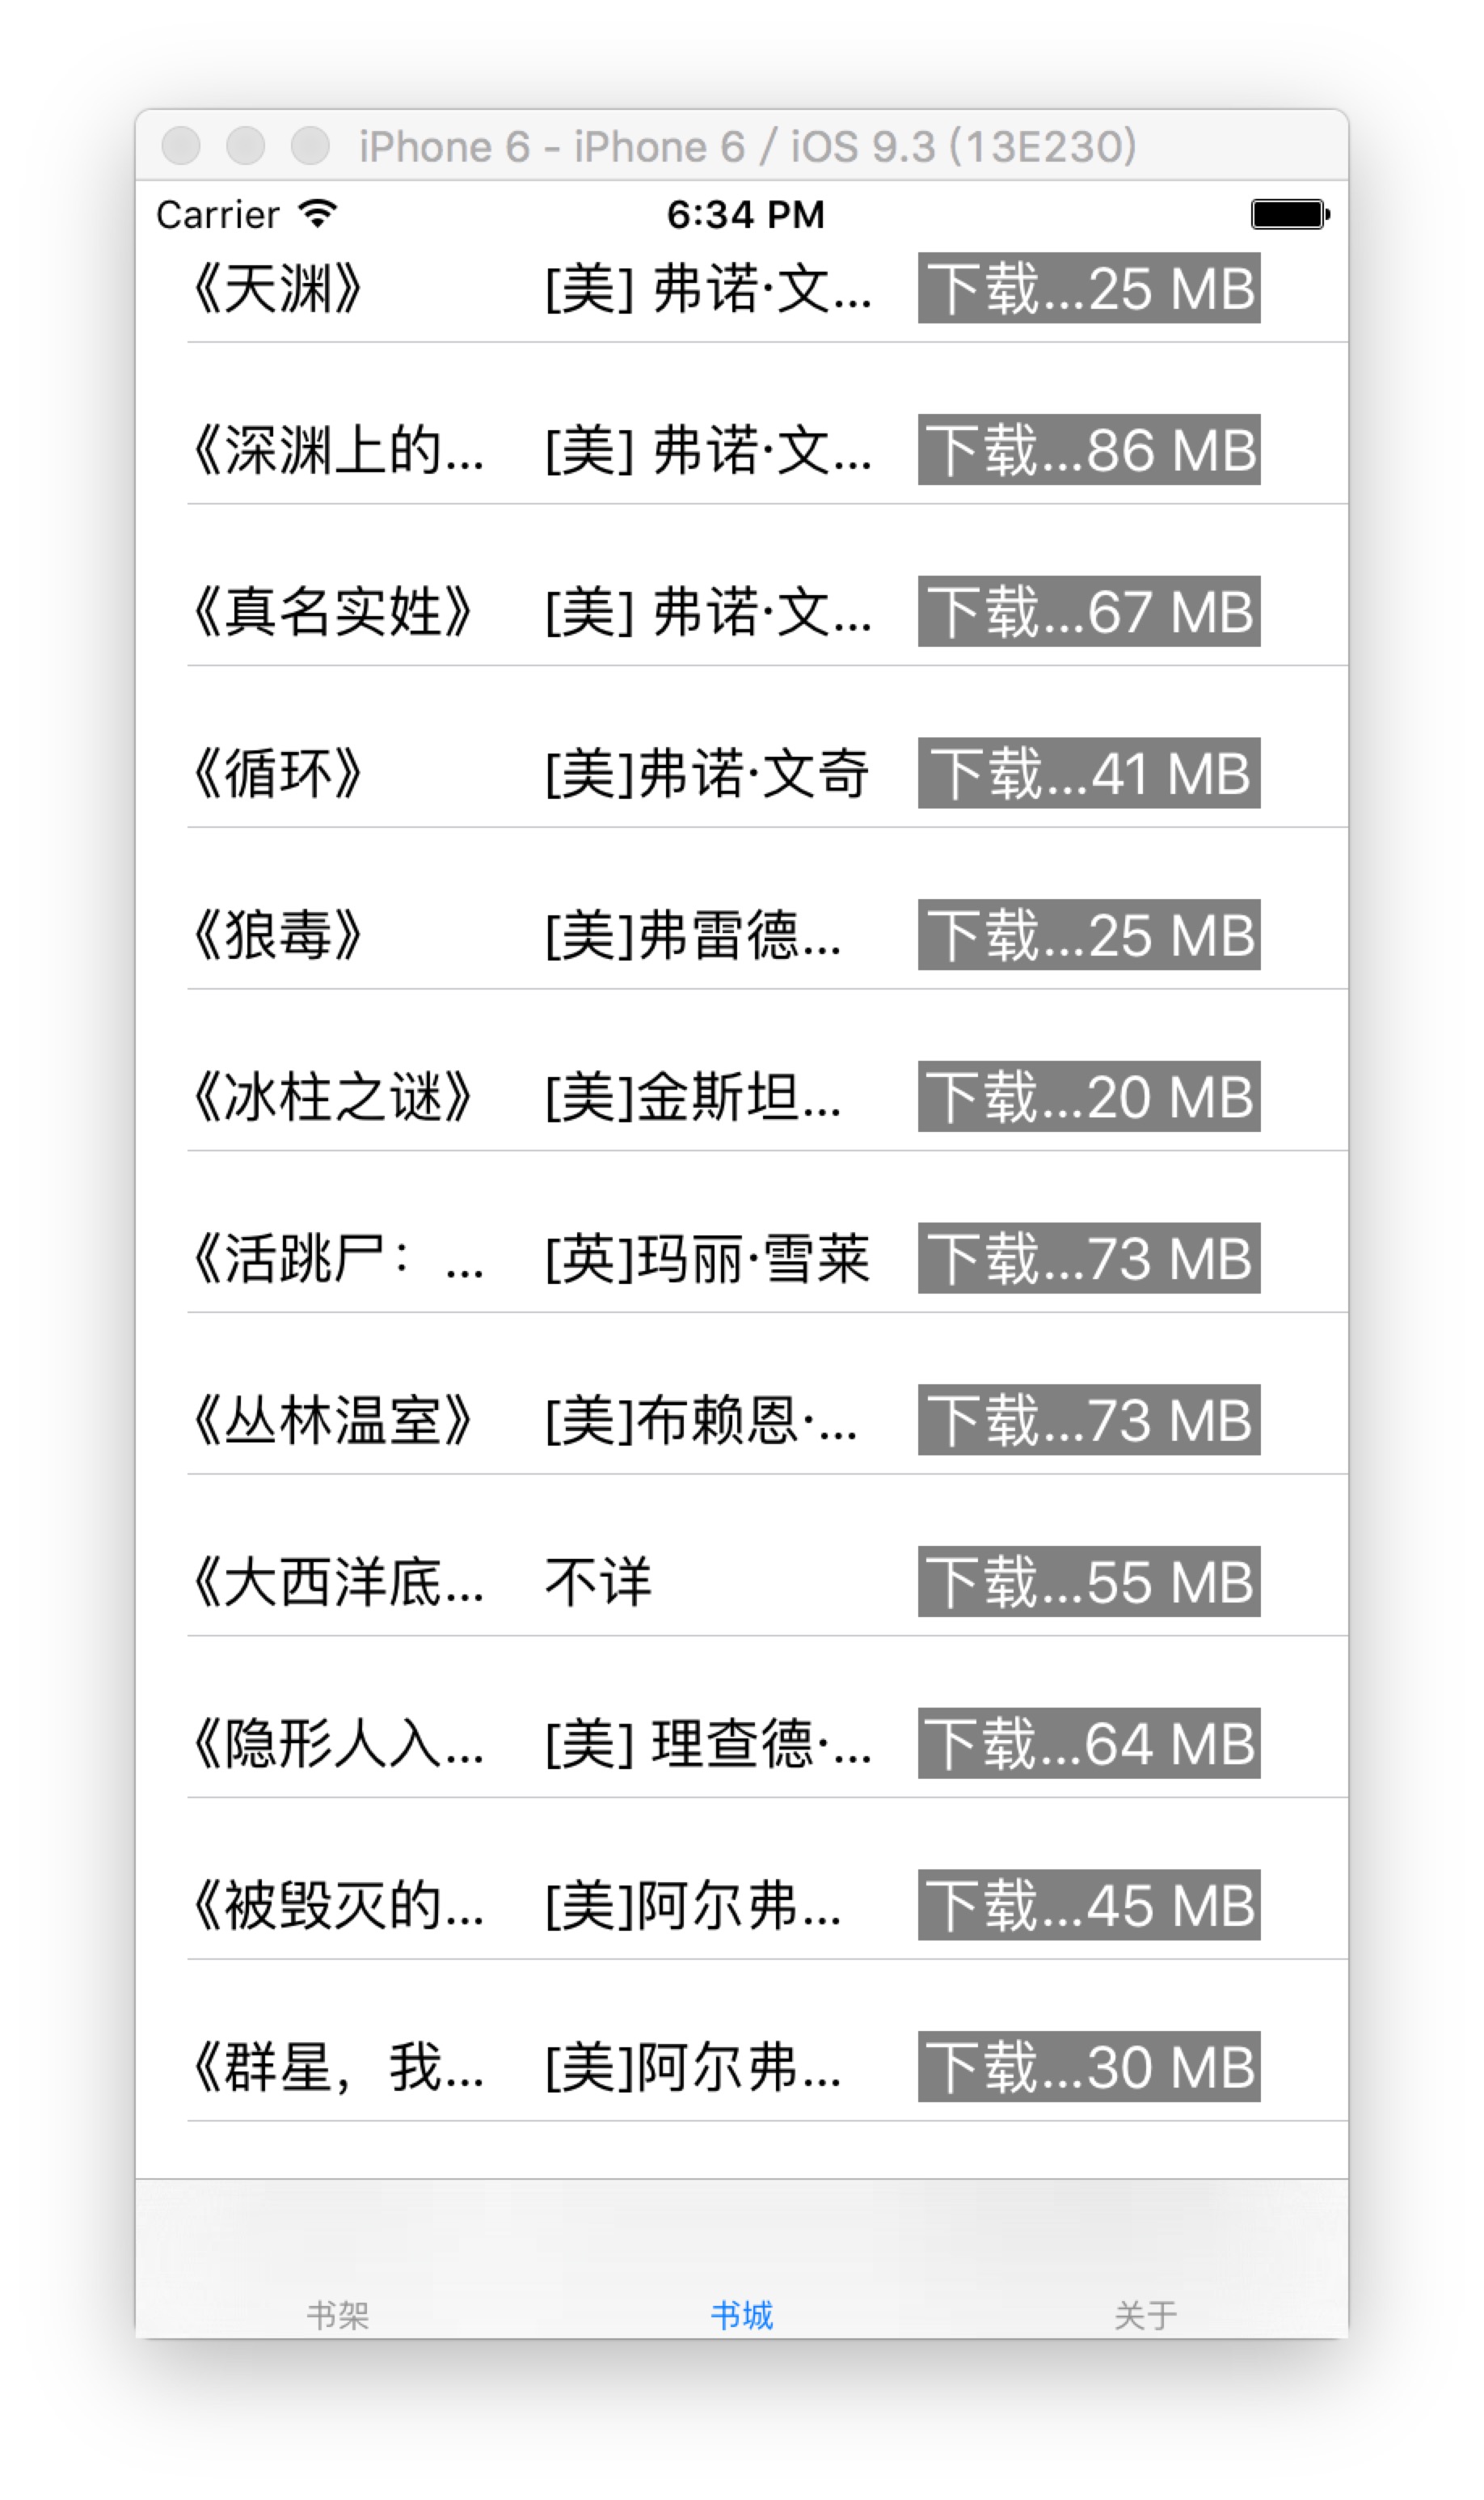 iPhone 6 - iPhone 6 / iOS 9.3 (13E230)
Carrier 6:34 PM
《天渊》 [美] 弗诺·文... 下载...25 MB
《深渊上的... [美] 弗诺·文... 下载...86 MB
《真名实姓》 [美] 弗诺·文... 下载...67 MB
《循环》 [美]弗诺·文奇 下载...41 MB
《狼毒》 [美]弗雷德... 下载...25 MB
《冰柱之谜》 [美]金斯坦... 下载...20 MB
《活跳尸：... [英]玛丽·雪莱 下载...73 MB
《丛林温室》 [美]布赖恩·... 下载...73 MB
《大西洋底... 不详 下载...55 MB
《隐形人入... [美] 理查德·... 下载...64 MB
《被毁灭的... [美]阿尔弗... 下载...45 MB
《群星，我... [美]阿尔弗... 下载...30 MB
书架 书城 关于